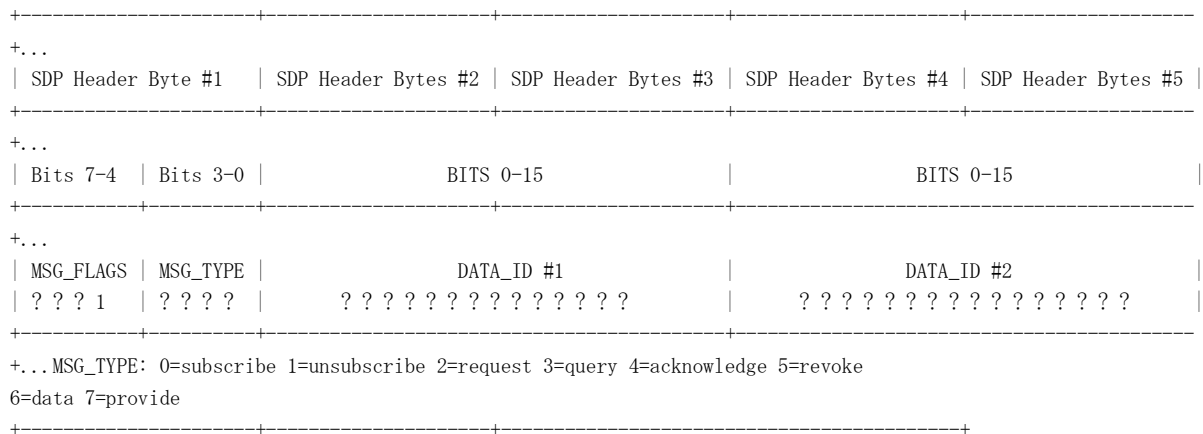 +----------------------+---------------------+---------------------+---------------------+---------------------
+...
| SDP Header Byte #1   | SDP Header Bytes #2 | SDP Header Bytes #3 | SDP Header Bytes #4 | SDP Header Bytes #5 |
+----------------------+---------------------+---------------------+---------------------+---------------------
+...
| Bits 7-4  | Bits 3-0 |                 BITS 0-15                 |                 BITS 0-15                 |
+-----------+----------+---------------------+---------------------+-------------------------------------------
+...
| MSG_FLAGS | MSG_TYPE |                  DATA_ID #1                  |                DATA_ID #2                 |
| ? ? ? 1   | ? ? ? ?  |       ? ? ? ? ? ? ? ? ? ? ? ? ? ?       |      ? ? ? ? ? ? ? ? ? ? ? ? ? ? ? ?      |
+-----------+----------+-------------------------------------------+-------------------------------------------
+...MSG_TYPE: 0=subscribe 1=unsubscribe 2=request 3=query 4=acknowledge 5=revoke
6=data 7=provide
+----------------------+---------------------+-------------------------------------------+